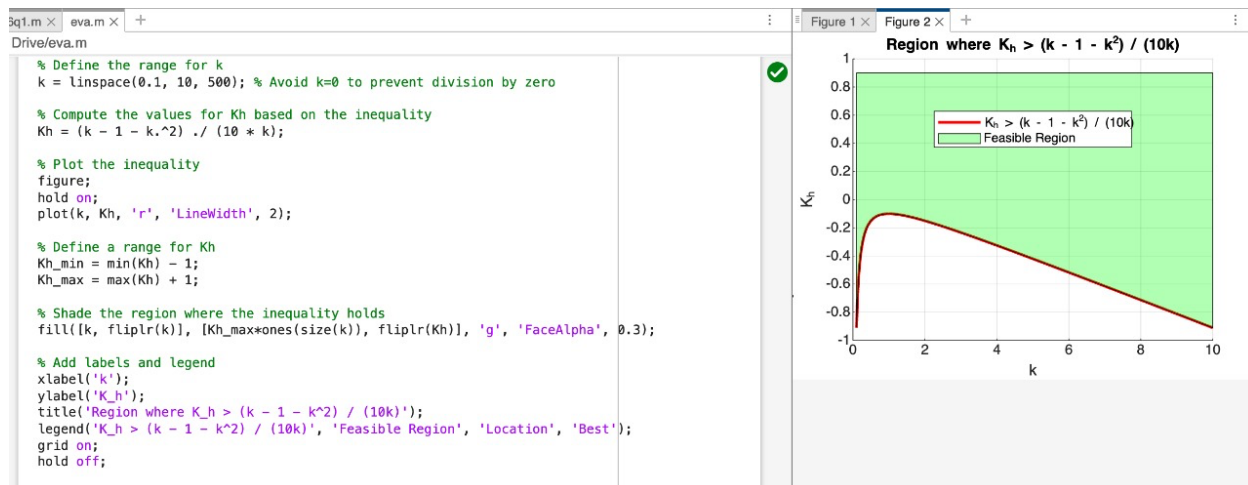 6q1.m × eva.m × +
Drive/eva.m
% Define the range for k
k = linspace(0.1, 10, 500); % Avoid k=0 to prevent division by zero
% Compute the values for Kh based on the inequality
Kh = (k - 1 - k.^2) ./ (10 * k);
% Plot the inequality
figure;
hold on;
plot(k, Kh, 'r', 'LineWidth', 2);
% Define a range for Kh
Kh_min = min(Kh) - 1;
Kh_max = max(Kh) + 1;
% Shade the region where the inequality holds
fill([k, fliplr(k)], [Kh_max*ones(size(k)), fliplr(Kh)], 'g', 'FaceAlpha', 0.3);
% Add labels and legend
xlabel('k');
ylabel('K_h');
title('Region where K_h > (k - 1 - k^2) / (10k)');
legend('K_h > (k - 1 - k^2) / (10k)', 'Feasible Region', 'Location', 'Best');
grid on;
hold off;
Figure 1 × Figure 2 × +
Region where Kₕ > (k - 1 - k²) / (10k)
1
0.8
0.6
0.4
0.2
0
-0.2
-0.4
-0.6
-0.8
-1
Kₕ
Kₕ > (k - 1 - k²) / (10k)
Feasible Region
0 2 4 6 8 10
k